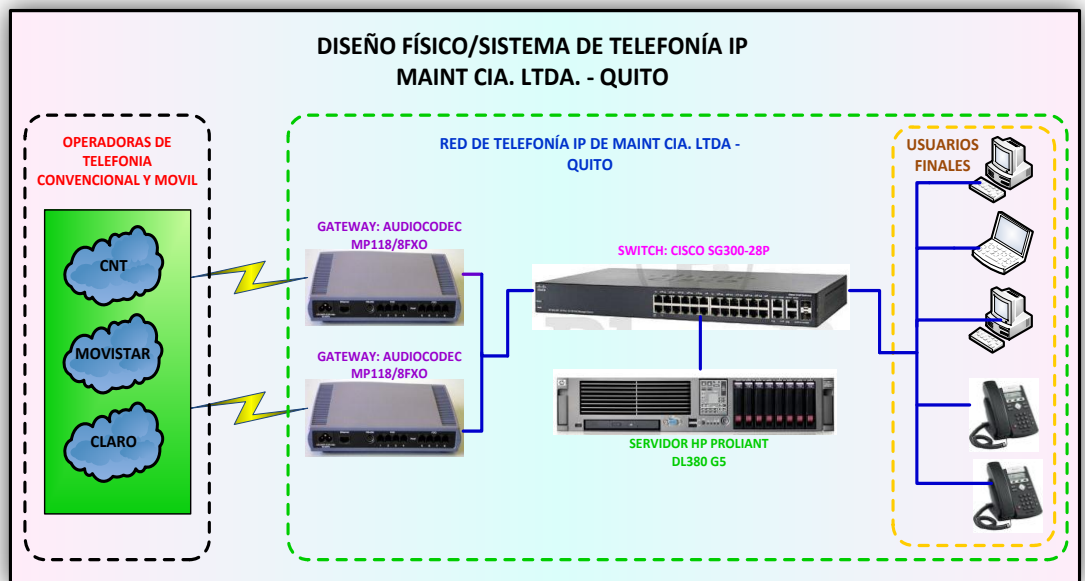 DISEÑO FÍSICO/SISTEMA DE TELEFONÍA IP
MAINT CIA. LTDA. - QUITO
OPERADORAS DE
TELEFONIA
CONVENCIONAL Y MOVIL
CNT
MOVISTAR
CLARO
RED DE TELEFONÍA IP DE MAINT CIA. LTDA -
QUITO
GATEWAY: AUDIOCODEC
MP118/8FXO
GATEWAY: AUDIOCODEC
MP118/8FXO
SWITCH: CISCO SG300-28P
SERVIDOR HP PROLIANT
DL380 G5
USUARIOS
FINALES